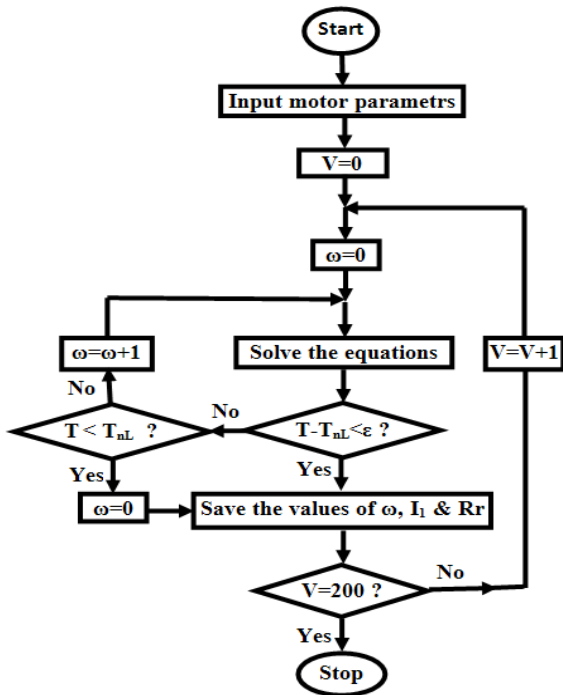 Start
Input motor parametrs
V=0
ω=0
ω=ω+1
Solve the equations
V=V+1
No
No
T < TnL ?
T-TnL<ε ?
Yes
Yes
ω=0
Save the values of ω, I1 & Rr
V=200 ?
No
Yes
Stop